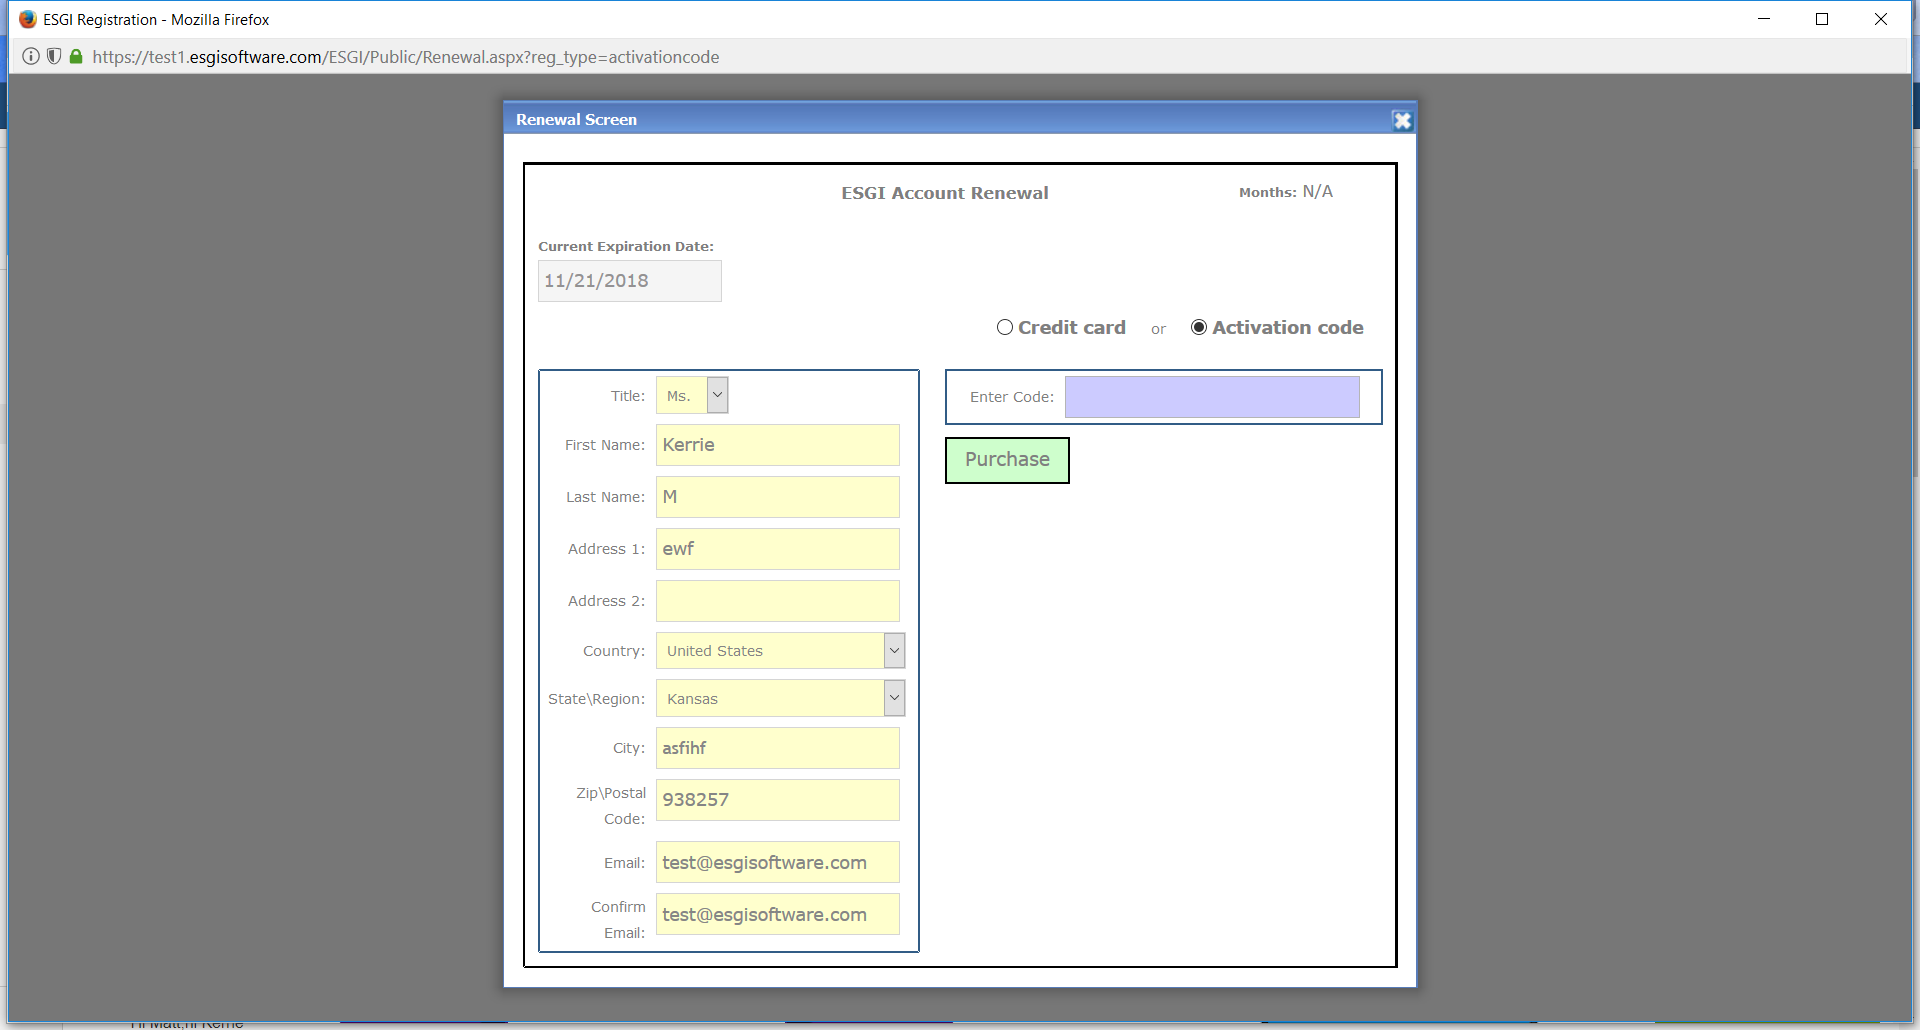 ESGI Registration - Mozilla Firefox
https://test1.esgisoftware.com/ESGI/Public/Renewal.aspx?reg_type=activationcode
Renewal Screen
ESGI Account Renewal
Months: N/A
Current Expiration Date:
11/21/2018
Credit card or Activation code
Title: Ms.
First Name: Kerrie
Last Name: M
Address 1: ewf
Address 2:
Country: United States
State\Region: Kansas
City: asfihf
Zip\Postal
Code:
938257
Email: test@esgisoftware.com
Confirm
Email:
test@esgisoftware.com
Enter Code:
Purchase